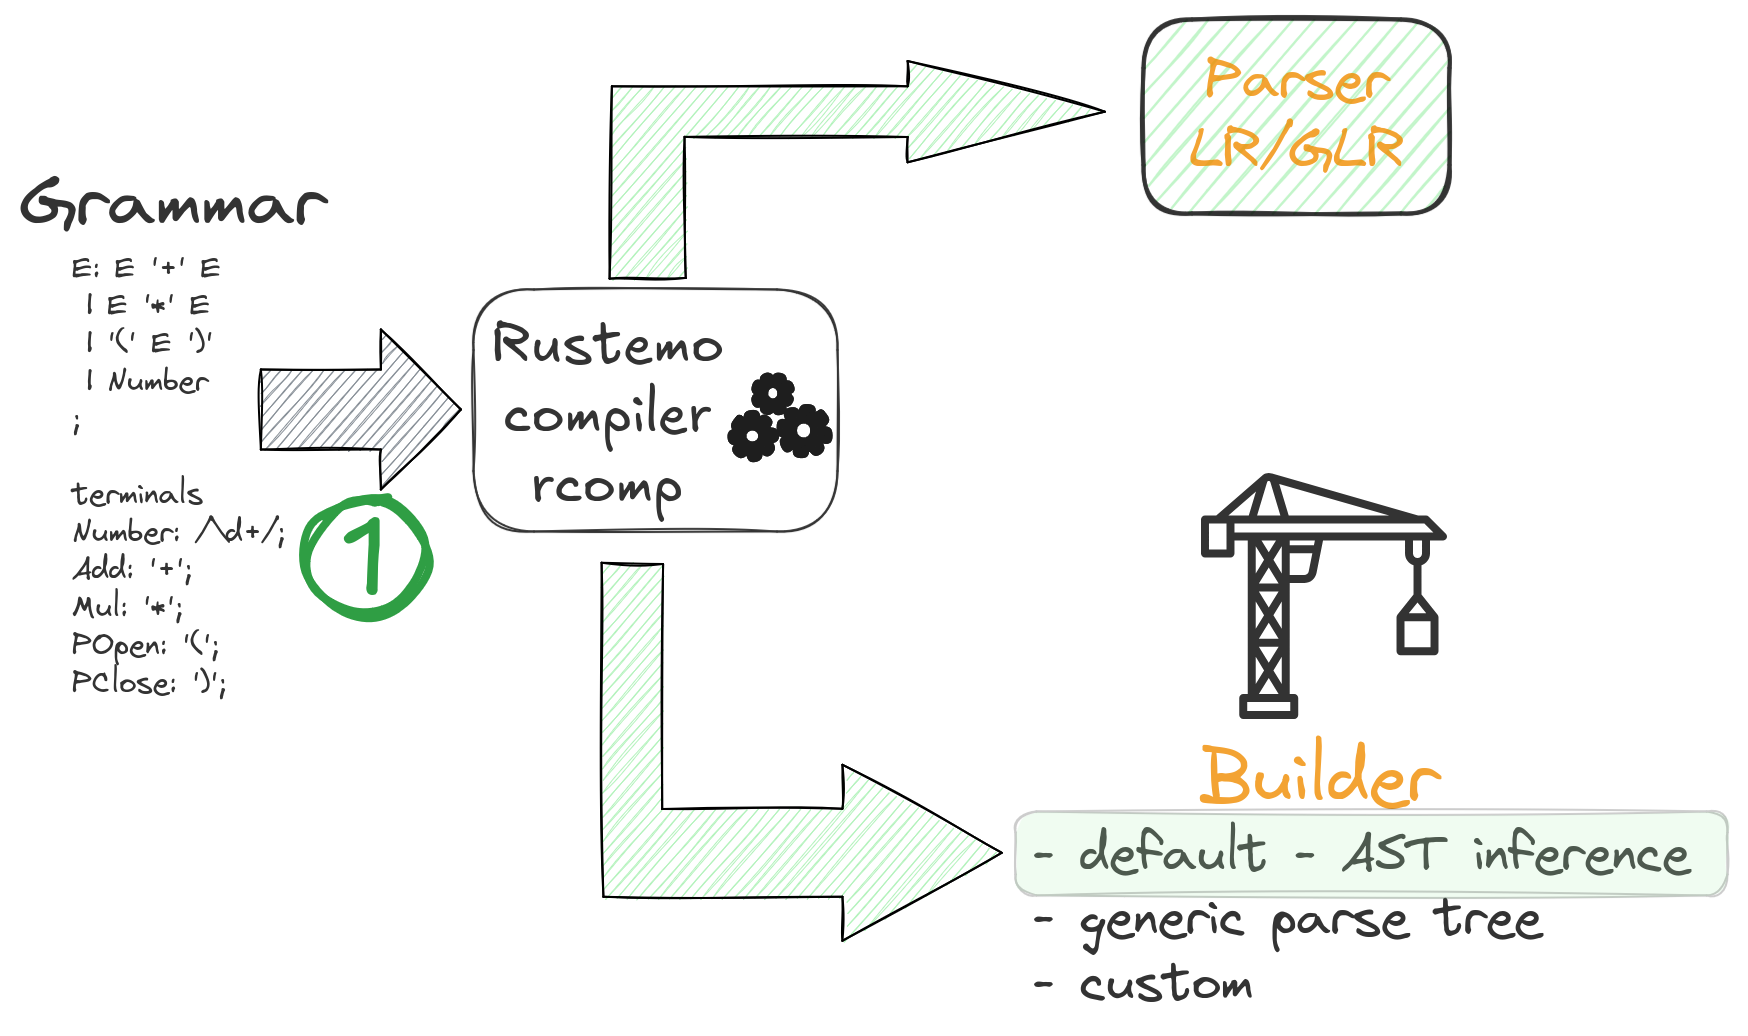 Grammar
E: E '+' E
| E '*' E
| '(' E ')'
| Number
;
terminals
Number: /\d+/;
Add: '+';
Mul: '*';
POpen: '(';
PClose: ')';
1
Rustemo
compiler
rcomp
Parser
LR/GLR
Builder
- default - AST inference
- generic parse tree
- custom